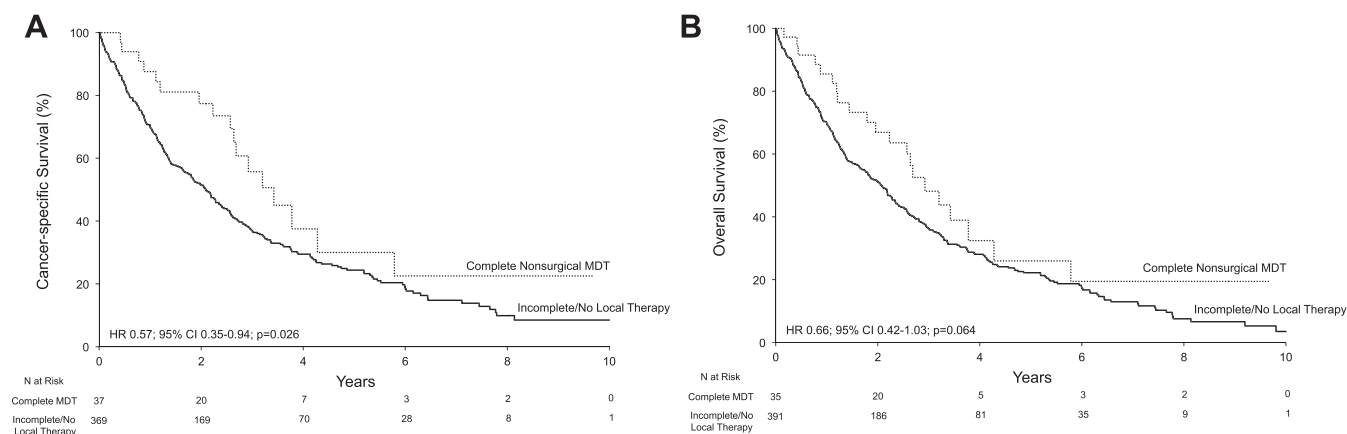 A
100
80
60
40
20
0
Cancer-specific Survival (%)
Complete Nonsurgical MDT
Incomplete/No Local Therapy
HR 0.57; 95% CI 0.35-0.94; p=0.026
0 2 4 6 8 10
Years
N at Risk
Complete MDT 37 20 7 3 2 0
Incomplete/No 369 169 70 28 8 1
Local Therapy
B
100
80
60
40
20
0
Overall Survival (%)
Complete Nonsurgical MDT
Incomplete/No Local Therapy
HR 0.66; 95% CI 0.42-1.03; p=0.064
0 2 4 6 8 10
Years
N at Risk
Complete MDT 35 20 5 3 2 0
Incomplete/No 391 186 81 35 9 1
Local Therapy